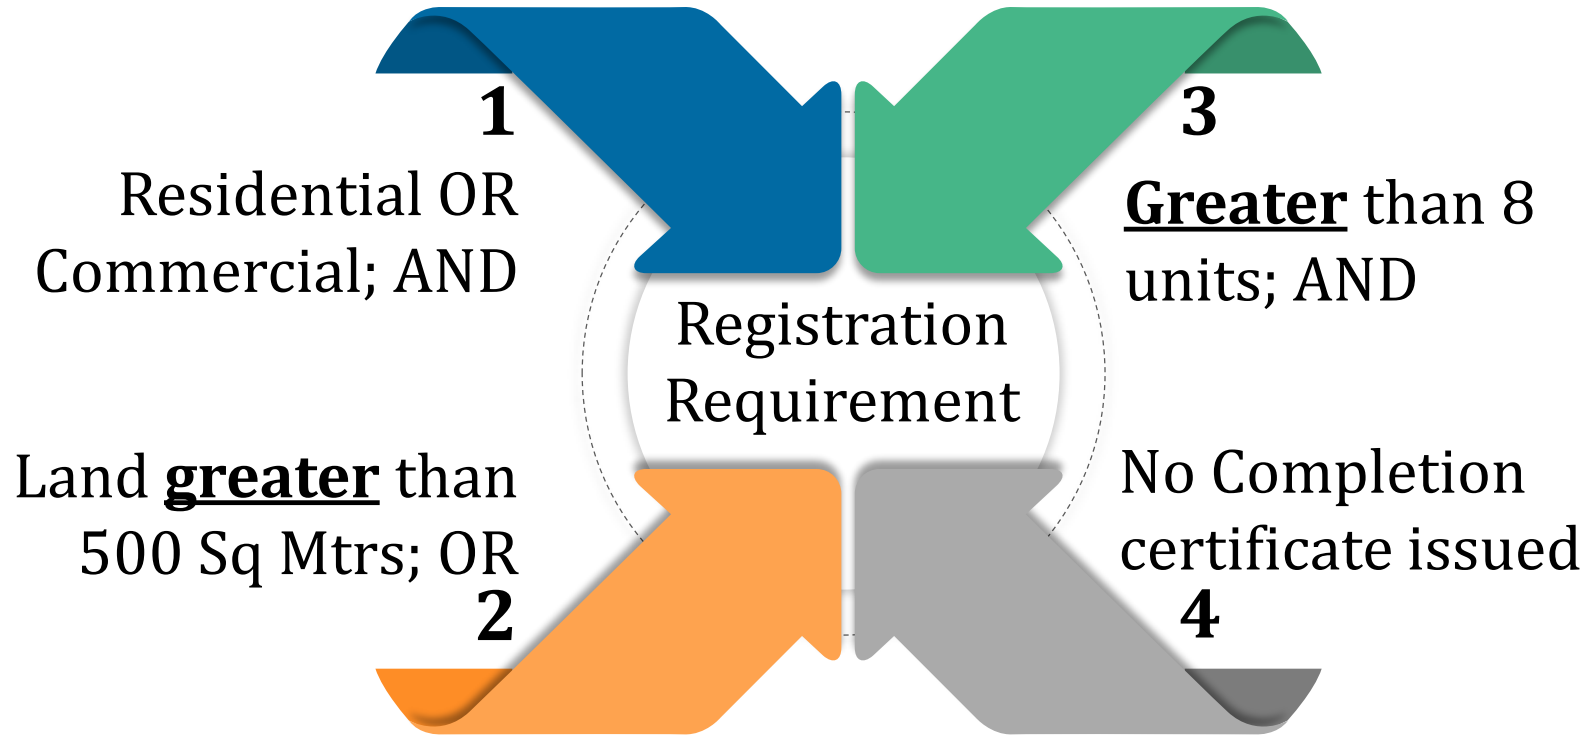 1
Residential OR
Commercial; AND
Land greater than
500 Sq Mtrs; OR
2
Registration
Requirement
3
Greater than 8
units; AND
No Completion
certificate issued
4